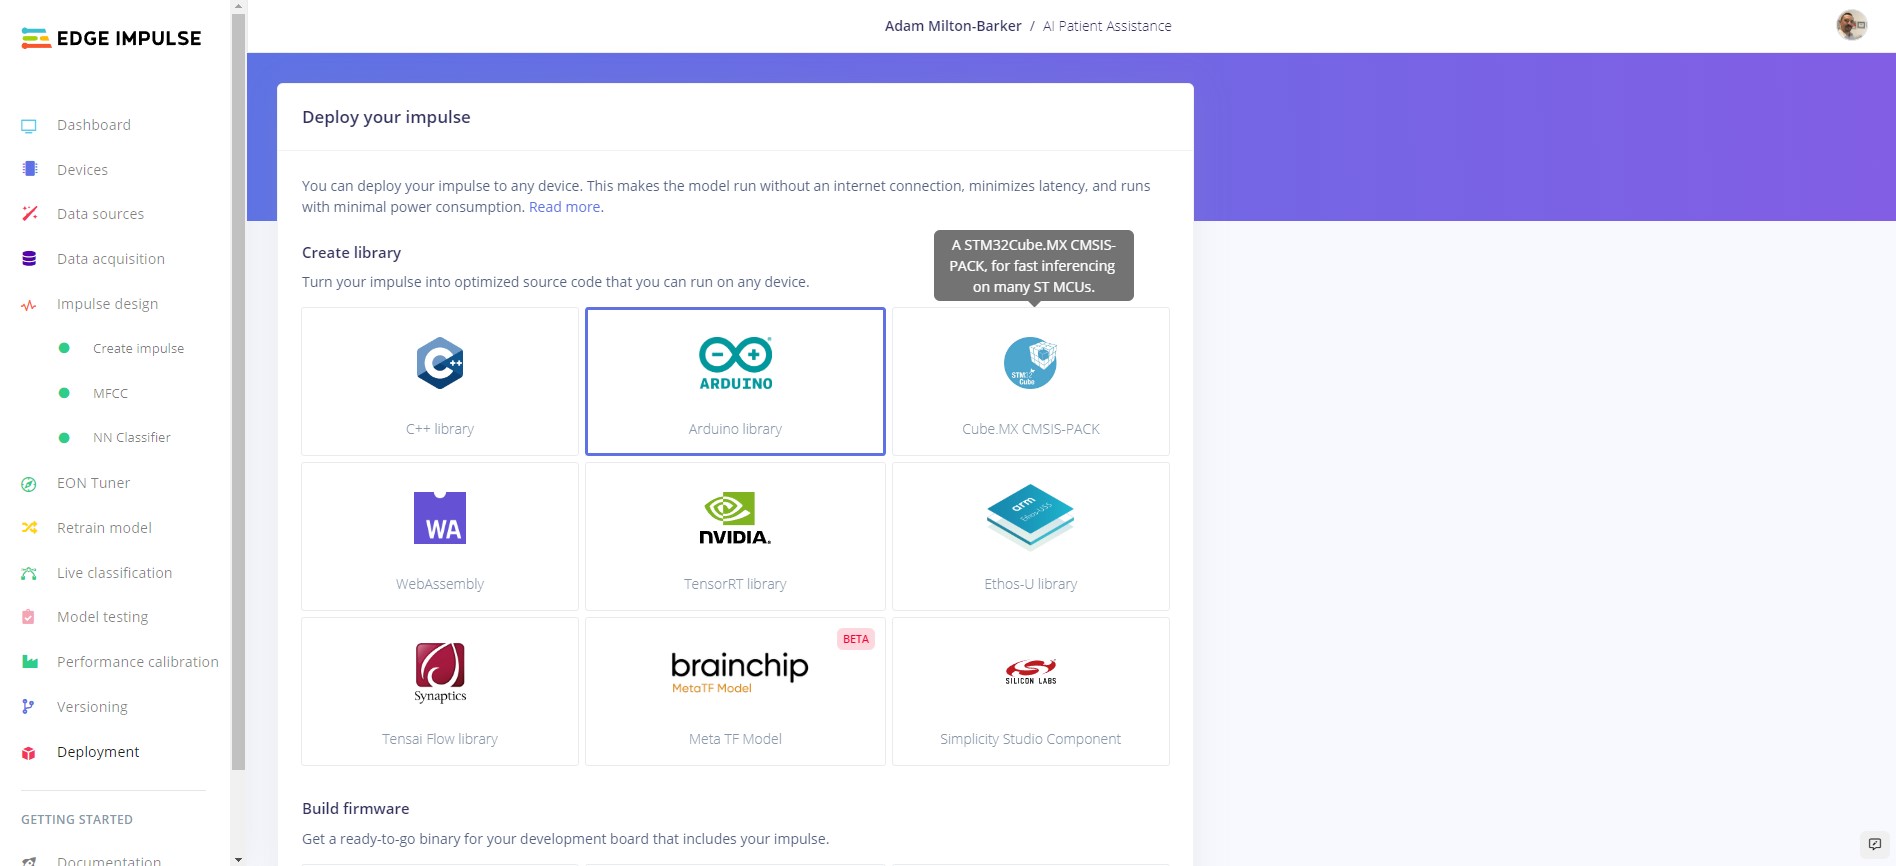 EDGE IMPULSE
Adam Milton-Barker / AI Patient Assistance
Dashboard
Devices
Data sources
Data acquisition
Impulse design
Create impulse
MFCC
NN Classifier
EON Tuner
Retrain model
Live classification
Model testing
Performance calibration
Versioning
Deployment
GETTING STARTED
Documentation
Deploy your impulse
You can deploy your impulse to any device. This makes the model run without an internet connection, minimizes latency, and runs
with minimal power consumption. Read more.
Create library
Turn your impulse into optimized source code that you can run on any device.
A STM32Cube.MX CMSIS-
PACK, for fast inferencing
on many ST MCUs.
C++
C++ library
ARDUINO
Arduino library
STM32
Cube
Cube.MX CMSIS-PACK
WA
WebAssembly
NVIDIA.
TensorRT library
arm
Ethos-U55
Ethos-U library
Synaptics
Tensai Flow library
BETA
brainchip
MetaTF Model
Meta TF Model
SILICON LABS
Simplicity Studio Component
Build firmware
Get a ready-to-go binary for your development board that includes your impulse.